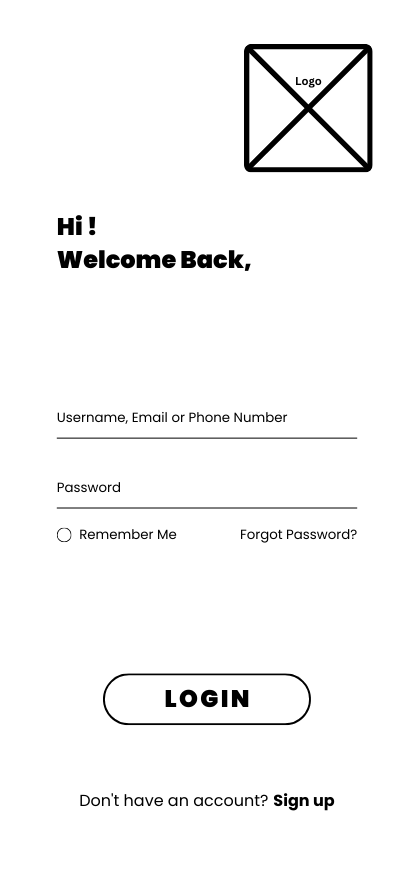 Logo
Hi !
Welcome Back,
Username, Email or Phone Number
Password
Remember Me
Forgot Password?
LOGIN
Don't have an account? Sign up